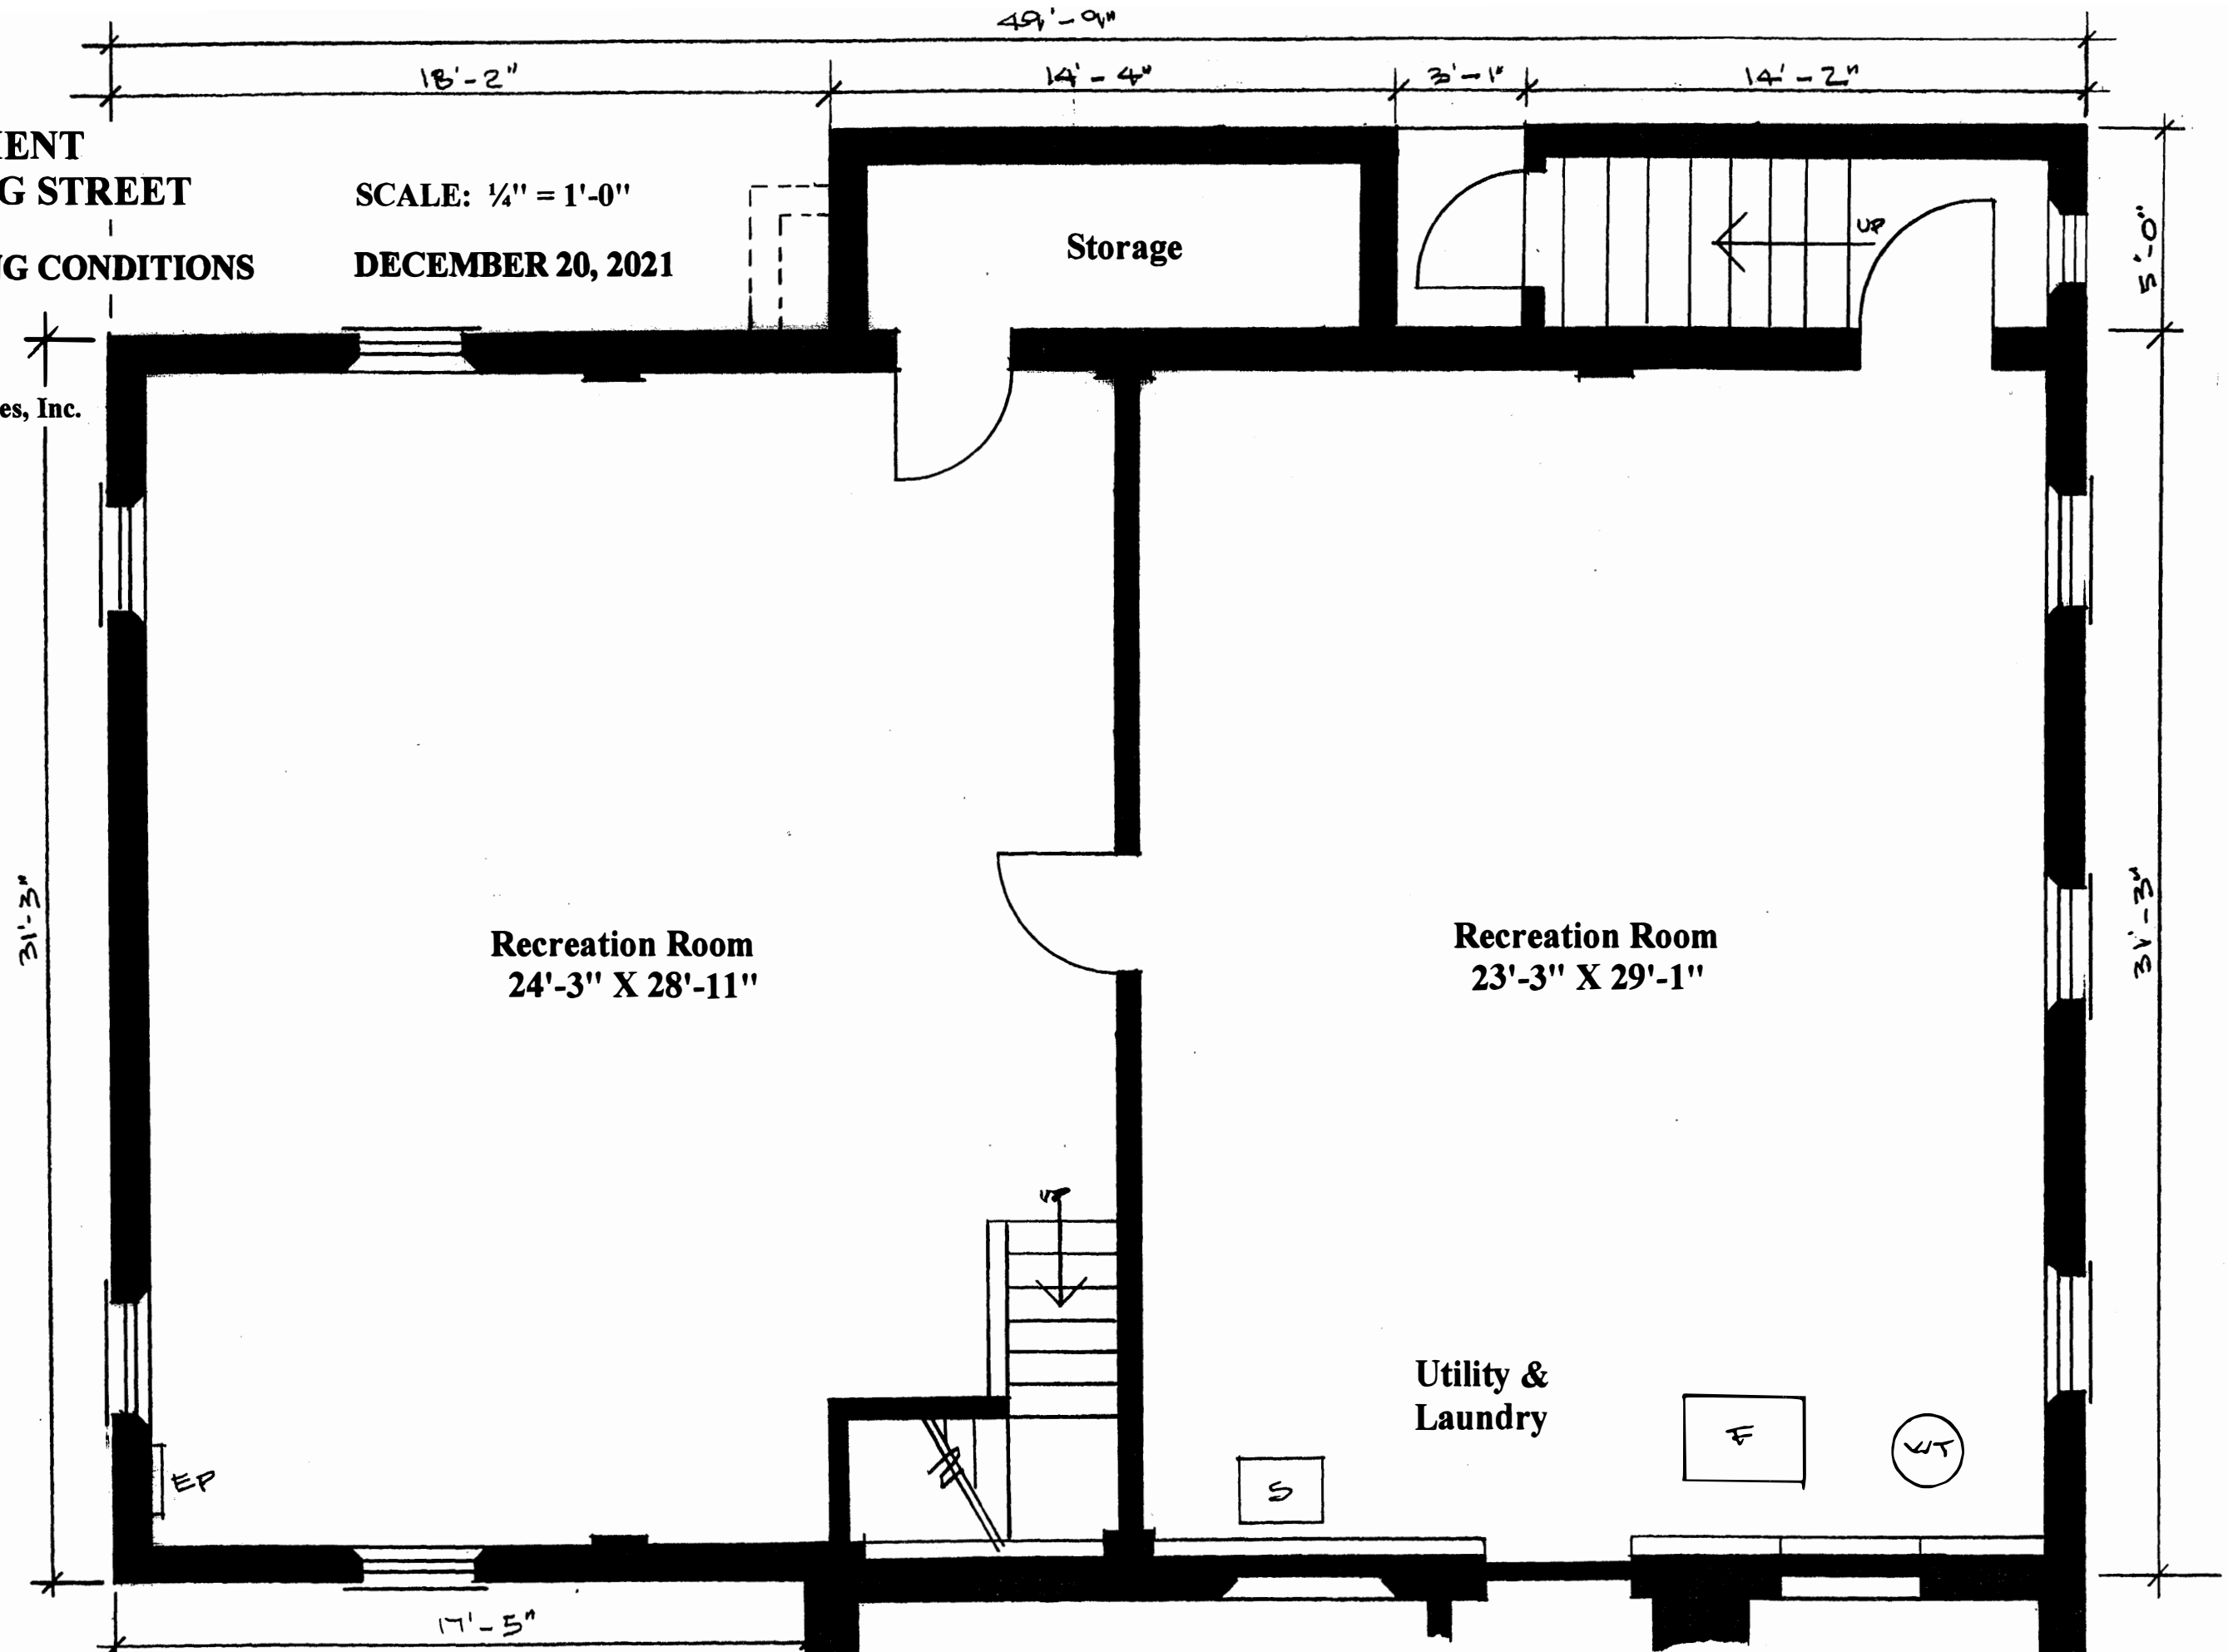 49'-9"
18'-2"
14'-4"
3'-1"
14'-2"
G STREET
SCALE: ¼" = 1'-0"
G CONDITIONS
DECEMBER 20, 2021
Storage
UP
5'-0"
es, Inc.
31'-3"
31'-3"
Recreation Room
24'-3" X 28'-11"
Recreation Room
23'-3" X 29'-1"
UP
Utility &
Laundry
EP
S
F
WT
17'-5"